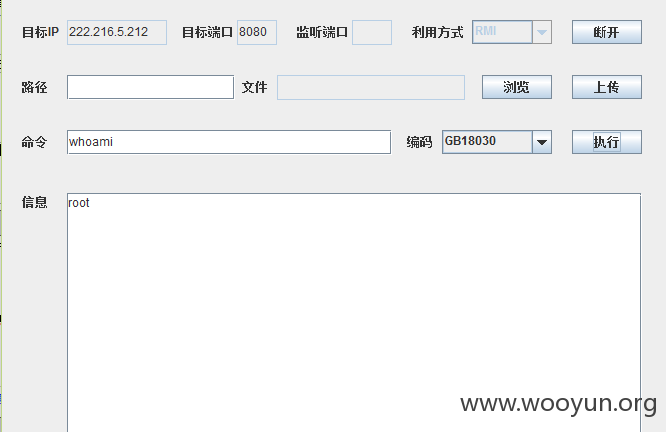 目标IP 222.216.5.212 目标端口 8080 监听端口 利用方式 RMI 断开
路径 文件 浏览 上传
命令 whoami 编码 GB18030 执行
信息 root
www.wooyun.org